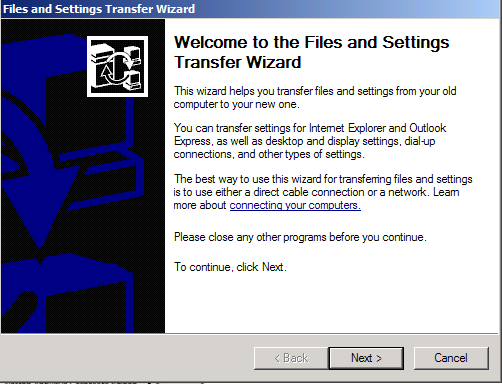 Files and Settings Transfer Wizard
Welcome to the Files and Settings
Transfer Wizard
This wizard helps you transfer files and settings from your old
computer to your new one.
You can transfer settings for Internet Explorer and Outlook
Express, as well as desktop and display settings, dial-up
connections, and other types of settings.
The best way to use this wizard for transferring files and settings
is to use either a direct cable connection or a network. Learn
more about connecting your computers.
Please close any other programs before you continue.
To continue, click Next.
< Back Next > Cancel